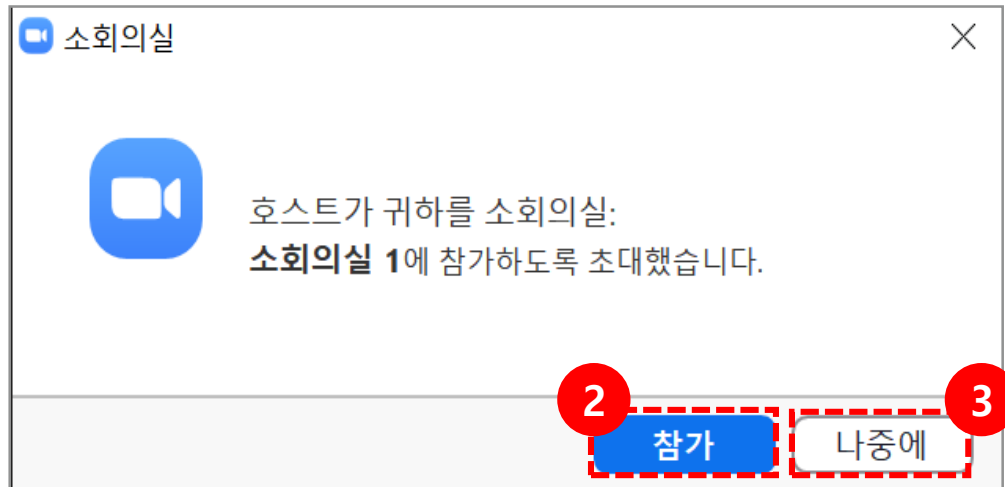 소회의실
호스트가 귀하를 소회의실:
소회의실 1에 참가하도록 초대했습니다.
2 3
참가 나중에